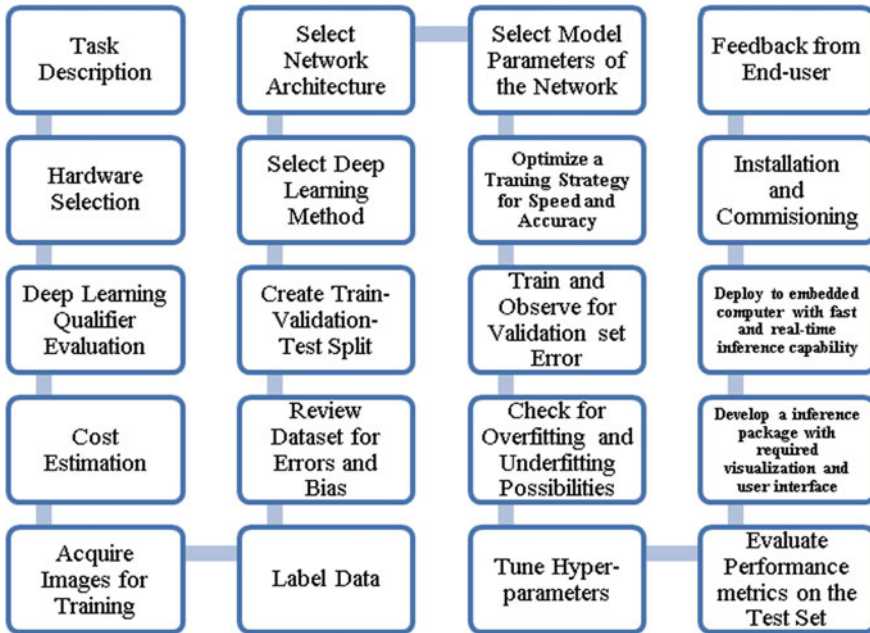 Task
Description
Hardware
Selection
Deep Learning
Qualifier
Evaluation
Cost
Estimation
Acquire
Images for
Training
Label Data
Review
Dataset for
Errors and
Bias
Create Train-
Validation-
Test Split
Select Deep
Learning
Method
Select
Network
Architecture
Select Model
Parameters of
the Network
Optimize a
Traning Strategy
for Speed and
Accuracy
Train and
Observe for
Validation set
Error
Check for
Overfitting and
Underfitting
Possibilities
Tune Hyper-
parameters
Evaluate
Performance
metrics on the
Test Set
Develop a inference
package with
required
visualization and
user interface
Deploy to embedded
computer with fast
and real-time
inference capability
Installation
and
Commisioning
Feedback from
End-user